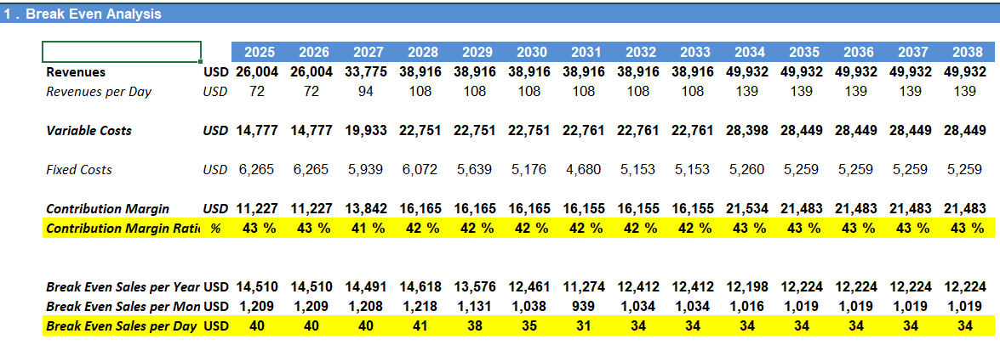 1 . Break Even Analysis
2025 2026 2027 2028 2029 2030 2031 2032 2033 2034 2035 2036 2037 2038
Revenues USD 26,004 26,004 33,775 38,916 38,916 38,916 38,916 38,916 38,916 49,932 49,932 49,932 49,932 49,932
Revenues per Day USD 72 72 94 108 108 108 108 108 108 139 139 139 139 139
Variable Costs USD 14,777 14,777 19,933 22,751 22,751 22,751 22,761 22,761 22,761 28,398 28,449 28,449 28,449 28,449
Fixed Costs USD 6,265 6,265 5,939 6,072 5,639 5,176 4,680 5,153 5,153 5,260 5,259 5,259 5,259 5,259
Contribution Margin USD 11,227 11,227 13,842 16,165 16,165 16,165 16,155 16,155 16,155 21,534 21,483 21,483 21,483 21,483
Contribution Margin Rati % 43 % 43 % 41 % 42 % 42 % 42 % 42 % 42 % 42 % 43 % 43 % 43 % 43 % 43 %
Break Even Sales per Year USD 14,510 14,510 14,491 14,618 13,576 12,461 11,274 12,412 12,412 12,198 12,224 12,224 12,224 12,224
Break Even Sales per Mon USD 1,209 1,209 1,208 1,218 1,131 1,038 939 1,034 1,034 1,016 1,019 1,019 1,019 1,019
Break Even Sales per Day USD 40 40 40 41 38 35 31 34 34 34 34 34 34 34